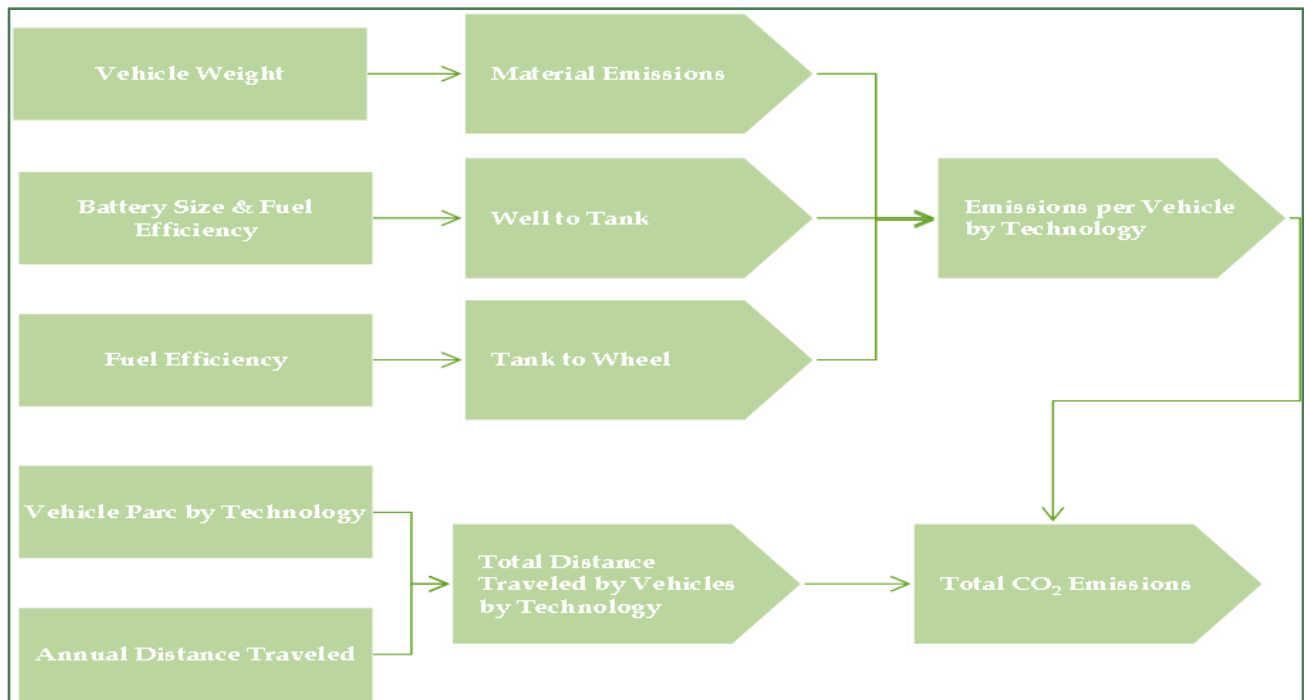 Vehicle Weight
Material Emissions
Battery Size & Fuel
Efficiency
Well to Tank
Emissions per Vehicle
by Technology
Fuel Efficiency
Tank to Wheel
Vehicle Parc by Technology
Total Distance
Traveled by Vehicles
by Technology
Total CO₂ Emissions
Annual Distance Traveled